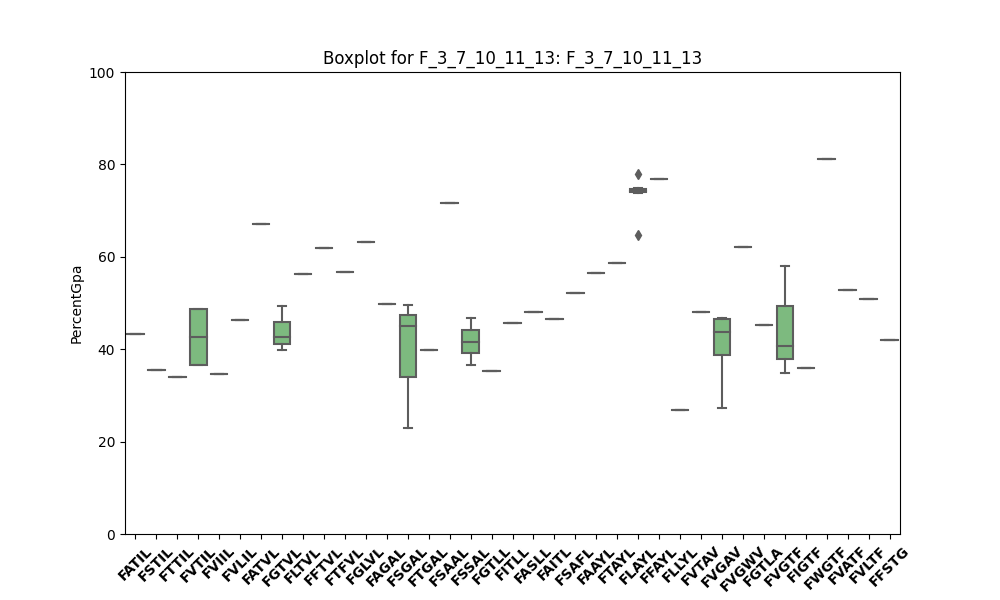 Boxplot for F_3_7_10_11_13: F_3_7_10_11_13
PercentGpa
100
80
60
40
20
0
FATIL
FSTIL
FTTIL
FVTIL
FVIIL
FVLIL
FATVL
FGTVL
FLTVL
FFTVL
FTFVL
FGLVL
FAGAL
FSGAL
FTGAL
FSAAL
FSSAL
FGTLL
FITLL
FASLL
FAITL
FSAFL
FAAYL
FTAYL
FLAYL
FFAYL
FLLYL
FVTAV
FVGAV
FVGWV
FGTLA
FVGTF
FIGTF
FWGTF
FVATF
FVLTF
FFSTG